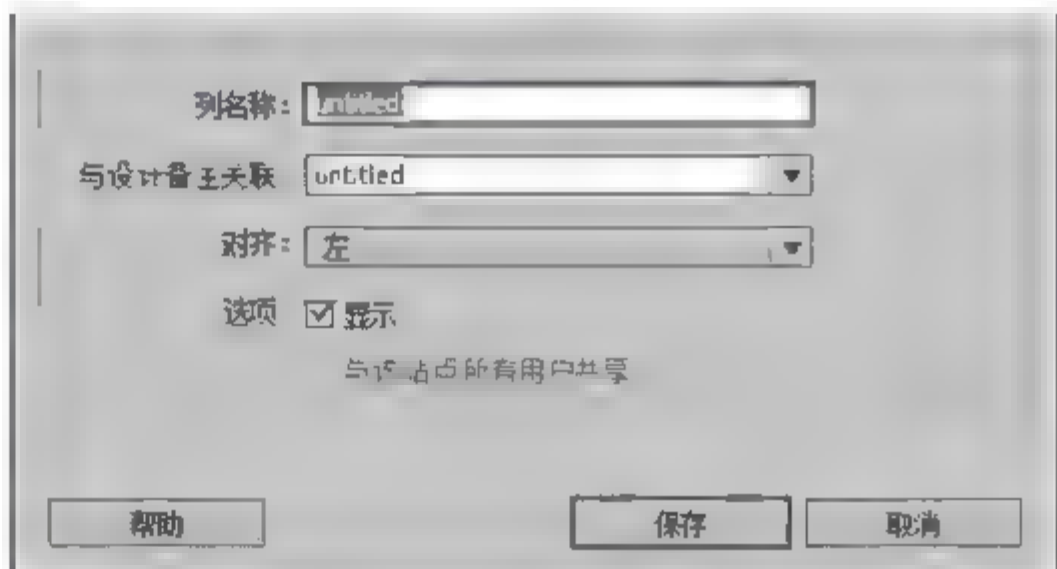 列名称: untitled
与设计备注关联 untitled
对齐: 左
选项 显示
与该站点所有用户共享
帮助 保存 取消